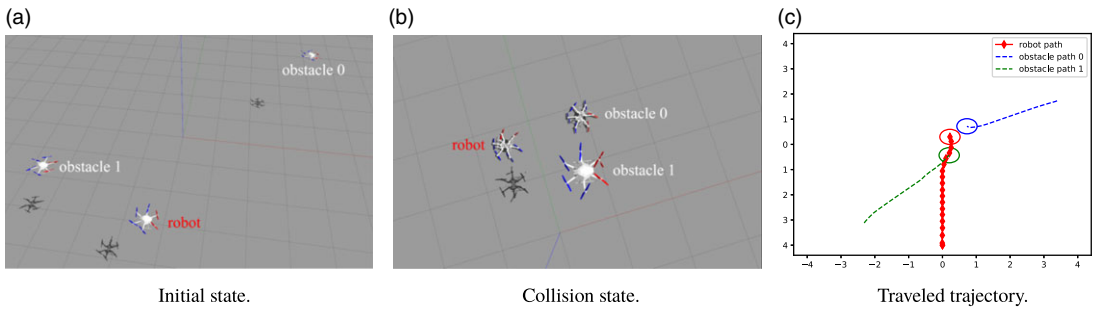 (a)
obstacle 0
obstacle 1
robot
Initial state.
(b)
obstacle 0
robot
obstacle 1
Collision state.
(c)
robot path
obstacle path 0
obstacle path 1
4
3
2
1
0
1
2
3
4
−4 −3 −2 −1 0 1 2 3 4
Traveled trajectory.